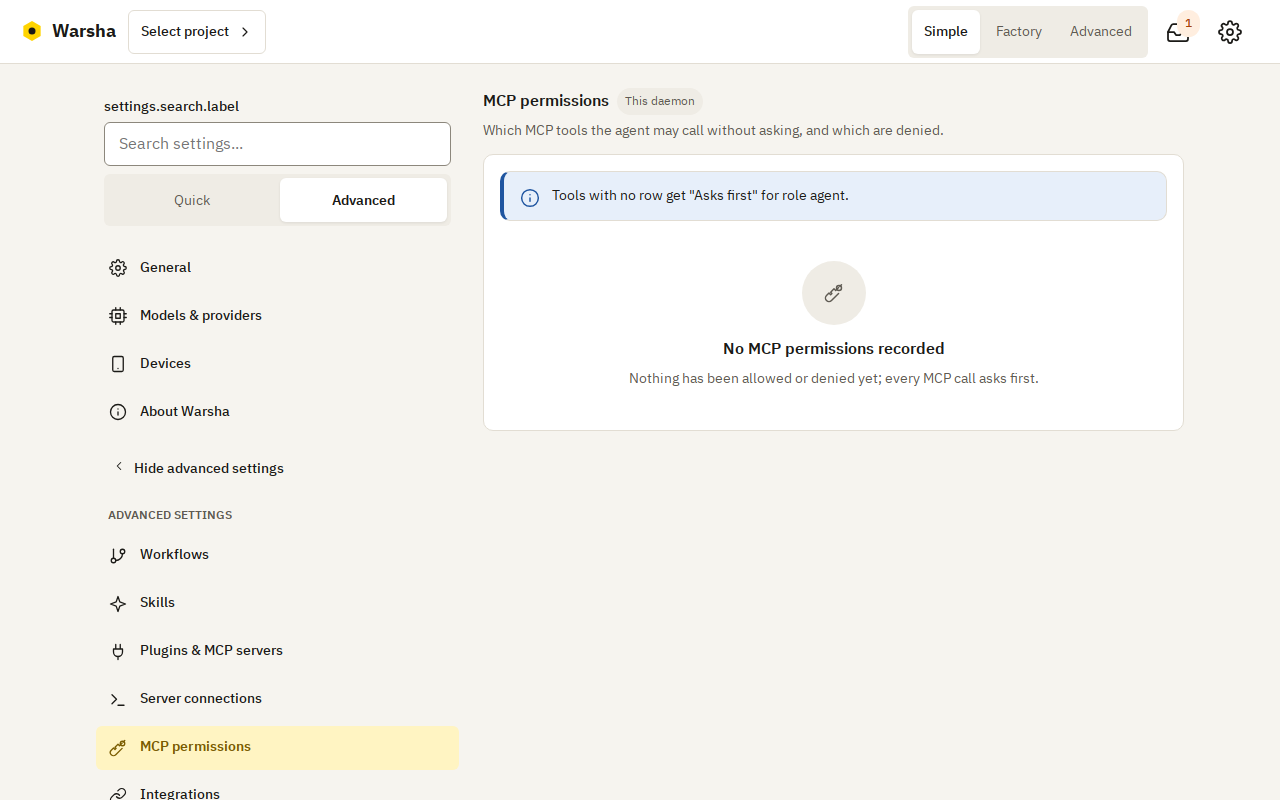 Warsha
Select project
Simple
Factory
Advanced
1
settings.search.label
Search settings...
Quick
Advanced
General
Models & providers
Devices
About Warsha
Hide advanced settings
ADVANCED SETTINGS
Workflows
Skills
Plugins & MCP servers
Server connections
MCP permissions
Integrations
MCP permissions
This daemon
Which MCP tools the agent may call without asking, and which are denied.
Tools with no row get "Asks first" for role agent.
No MCP permissions recorded
Nothing has been allowed or denied yet; every MCP call asks first.